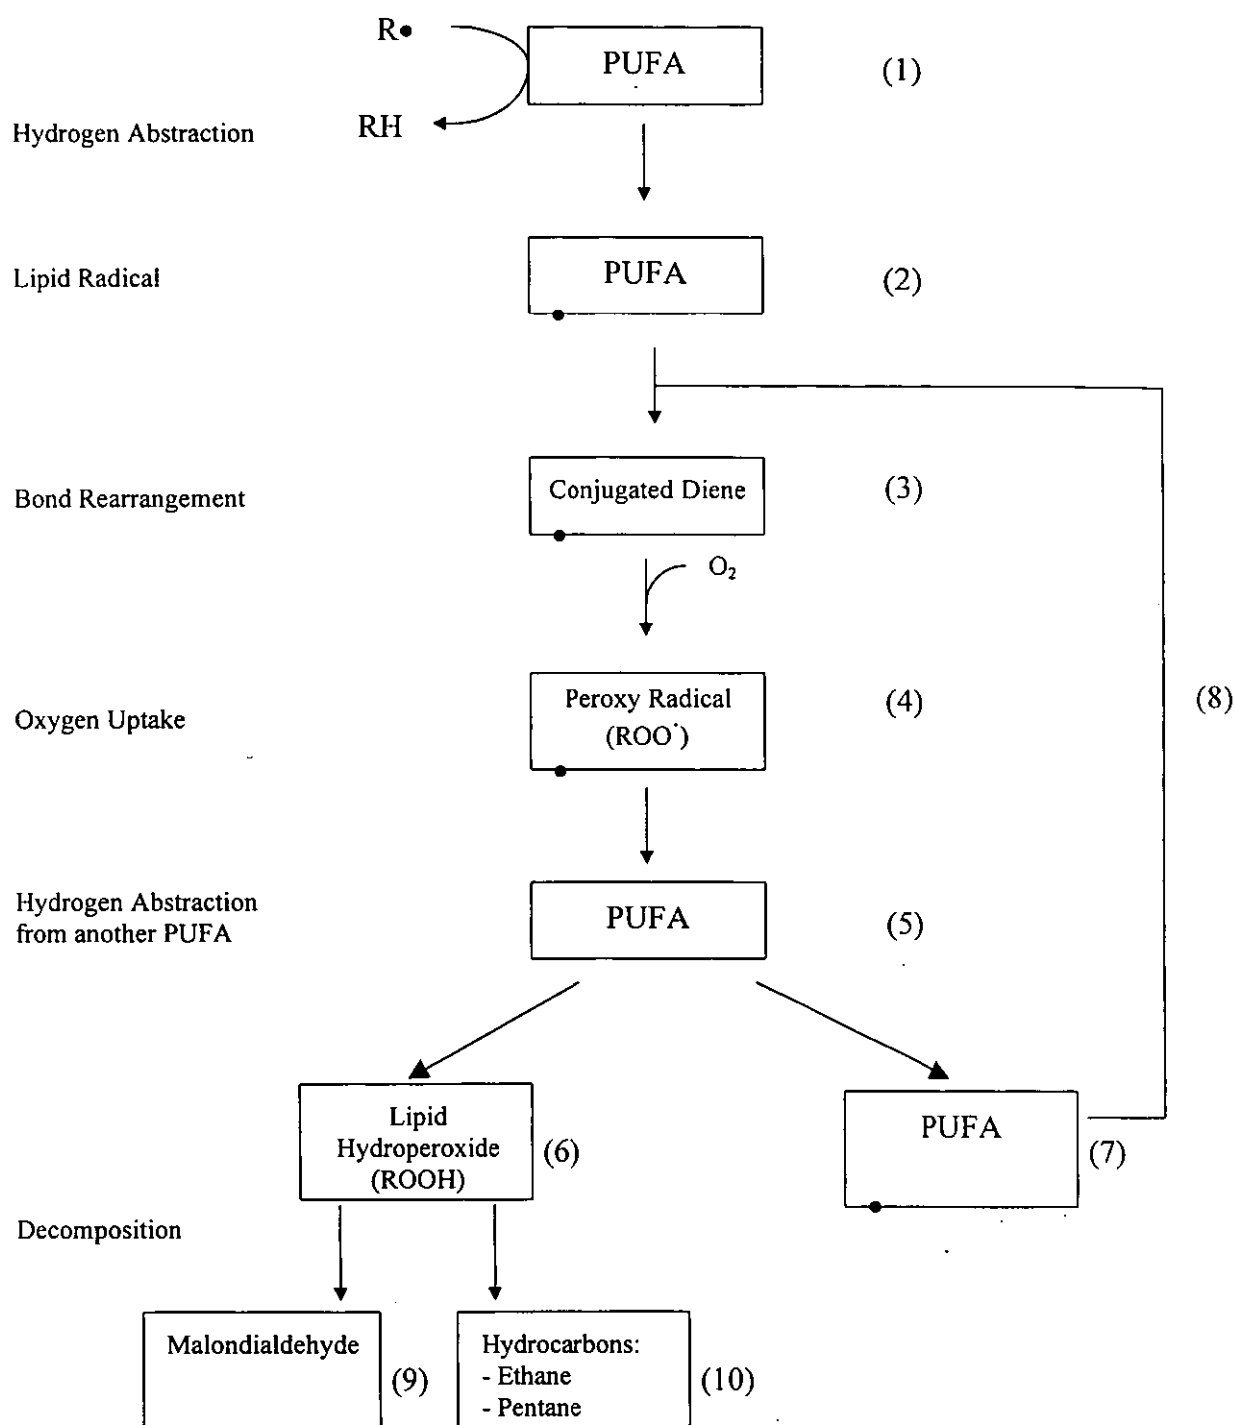 R•
PUFA
(1)
RH
Hydrogen Abstraction
Lipid Radical
PUFA
(2)
Bond Rearrangement
Conjugated Diene
(3)
O₂
Oxygen Uptake
Peroxy Radical
(ROO˙)
(4)
(8)
Hydrogen Abstraction
from another PUFA
PUFA
(5)
Lipid
Hydroperoxide
(ROOH)
(6)
PUFA
(7)
Decomposition
Malondialdehyde
(9)
Hydrocarbons:
- Ethane
- Pentane
(10)